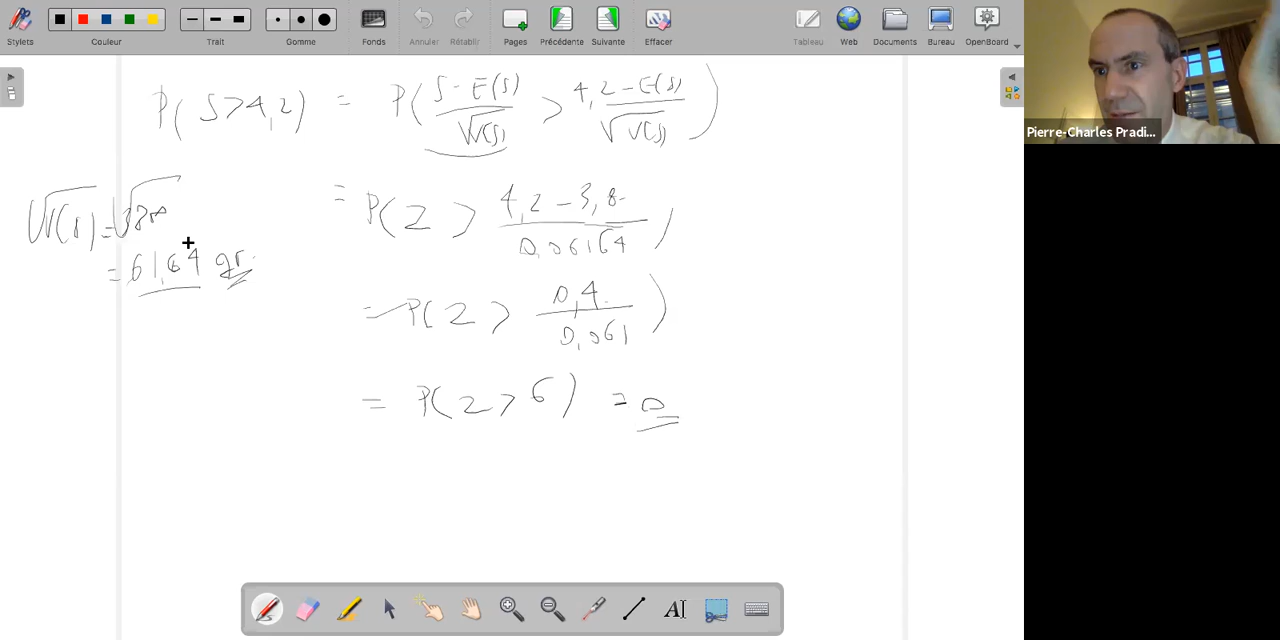 Stylets
Couleur
Trait
Gomme
Fonds
Annuler
Rétablir
Pages
Précédente
Suivante
Effacer
Tableau
Web
Documents
Bureau
OpenBoard
Pierre-Charles Pradi...
P( S > 4,2 ) = P( S - E(S) / √V(S) > 4,2 - E(S) / √V(S) )
= P( Z > 4,2 - 3,8 / 0,06164 )
√V(S) = √3800
= 61,64 gr.
= P( Z > 0,4 / 0,061 )
= P( Z > 6 ) = 0
A